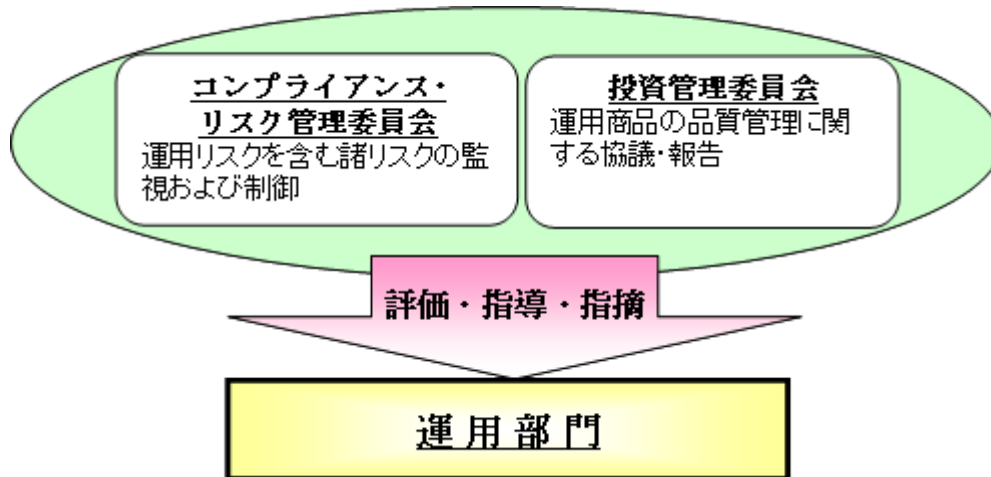 コンプライアンス・
リスク管理委員会
運用リスクを含む諸リスクの監
視および制御
投資管理委員会
運用商品の品質管理に関
する協議・報告
評価・指導・指摘
運用部門